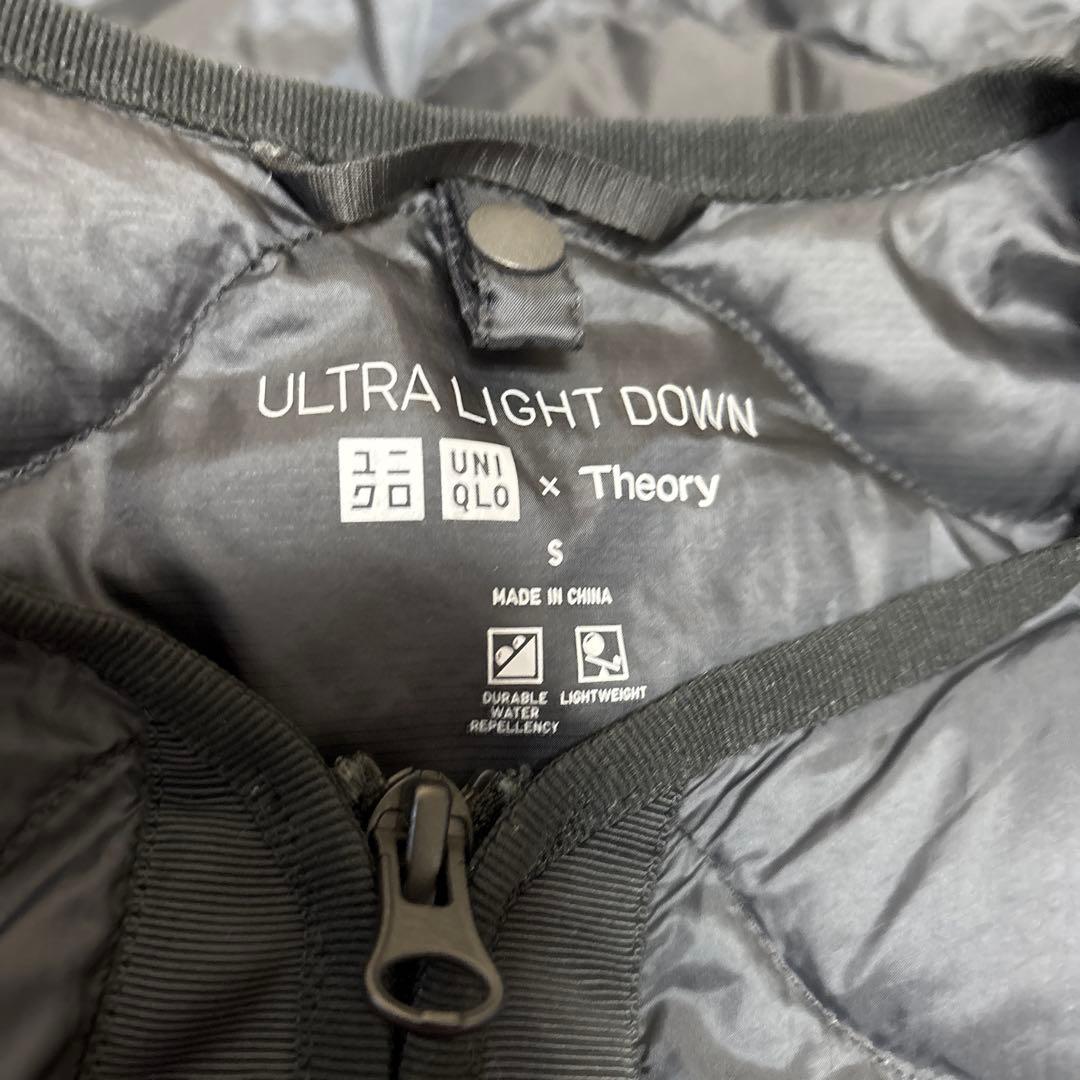 ULTRA LIGHT DOWN
ユニ
クロ
UNI
QLO
× Theory
S
MADE IN CHINA
DURABLE
WATER
REPELLENCY
LIGHTWEIGHT